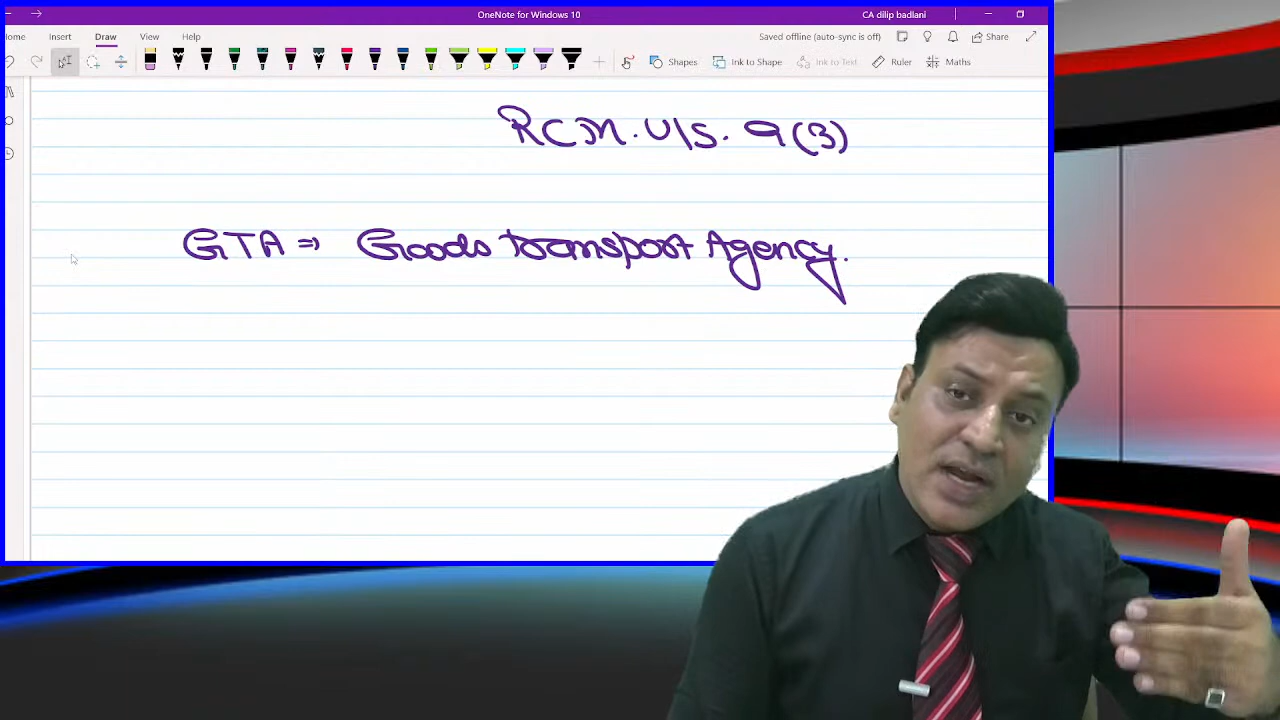 OneNote for Windows 10
CA dilip badlani
Insert Draw View Help
Saved offline (auto-sync is off)
Share
Shapes
Ink to Shape
Ink to Text
Ruler
Maths
RCM. U/S. 9(3)
GTA ⇒ Goods transport Agency.